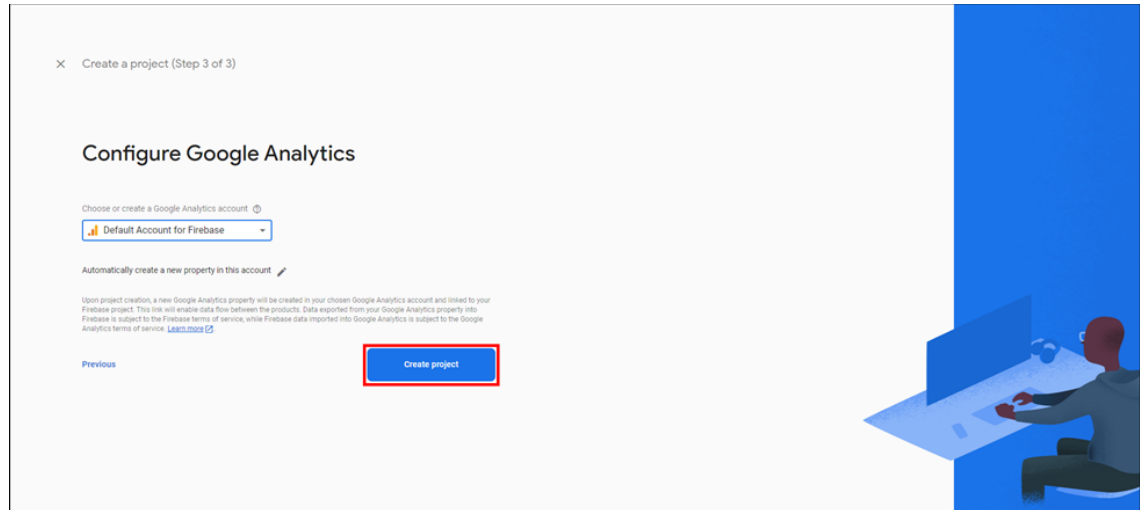 Create a project (Step 3 of 3)
Configure Google Analytics
Choose or create a Google Analytics account
Default Account for Firebase
Automatically create a new property in this account
Upon project creation, a new Google Analytics property will be created in your chosen Google Analytics account and linked to your
Firebase project. This link will enable data flow between the products. Data exported from your Google Analytics property into
Firebase is subject to the Firebase terms of service, while Firebase data imported into Google Analytics is subject to the Google
Analytics terms of service. Learn more
Previous
Create project